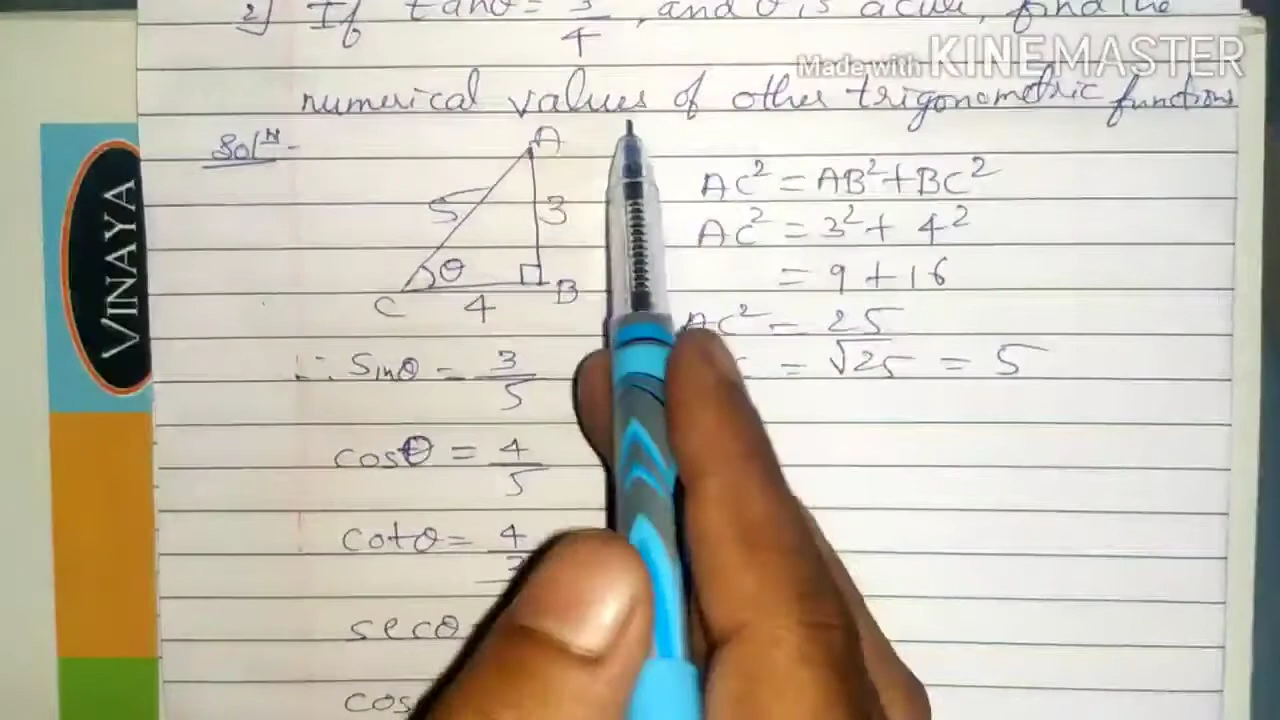 2) If tanθ = 3/4, and θ is acute, find the
Made with KINEMASTER
numerical values of other trigonometric functions
Solᴺ-
A
5
3
θ
C
4
B
AC² = AB² + BC²
AC² = 3² + 4²
= 9 + 16
AC² = 25
= √25 = 5
∴ Sinθ = 3/5
cosθ = 4/5
cotθ = 4/3
secθ
cos
VINAYA